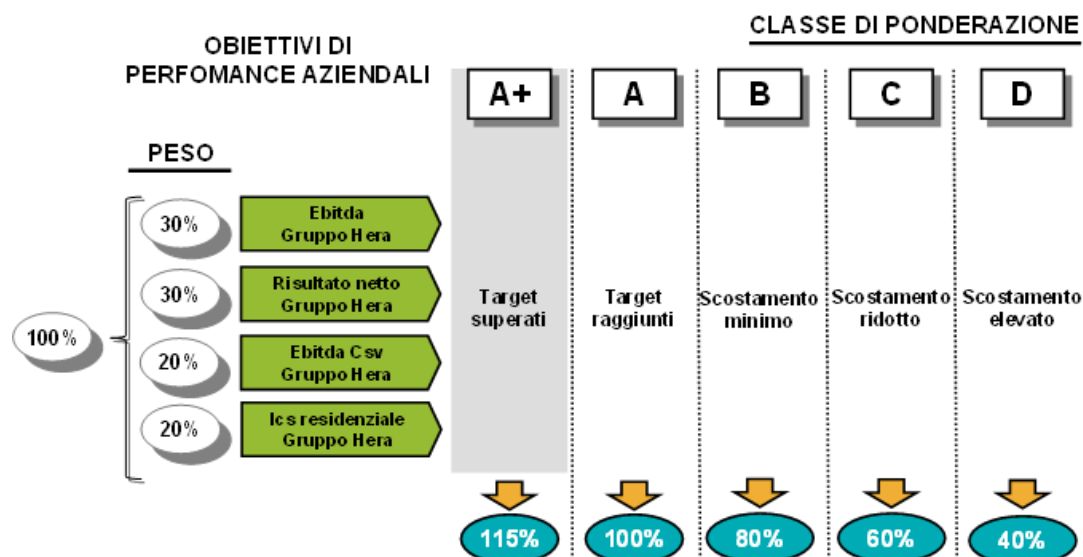 CLASSE DI PONDERAZIONE
OBIETTIVI DI
PERFOMANCE AZIENDALI
A+
A
B
C
D
PESO
100%
30%
Ebitda
Gruppo Hera
30%
Risultato netto
Gruppo Hera
20%
Ebitda Csv
Gruppo Hera
20%
Ics residenziale
Gruppo Hera
Target
superati
Target
raggiunti
Scostamento
minimo
Scostamento
ridotto
Scostamento
elevato
115%
100%
80%
60%
40%